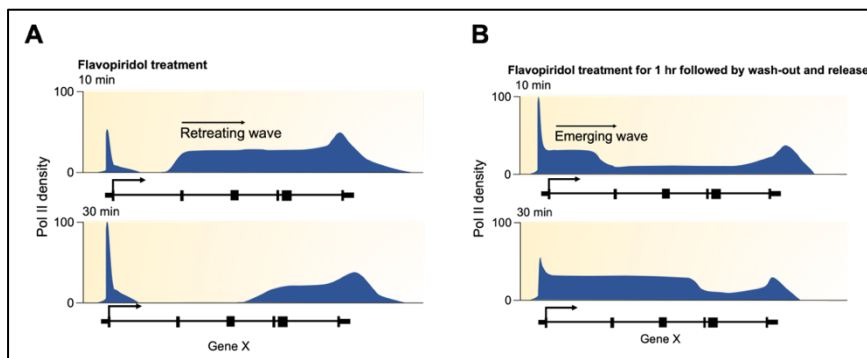 A
Flavopiridol treatment
10 min
100
Retreating wave
0
30 min
100
0
Pol II density
Gene X
B
Flavopiridol treatment for 1 hr followed by wash-out and release
10 min
100
Emerging wave
0
30 min
100
0
Pol II density
Gene X